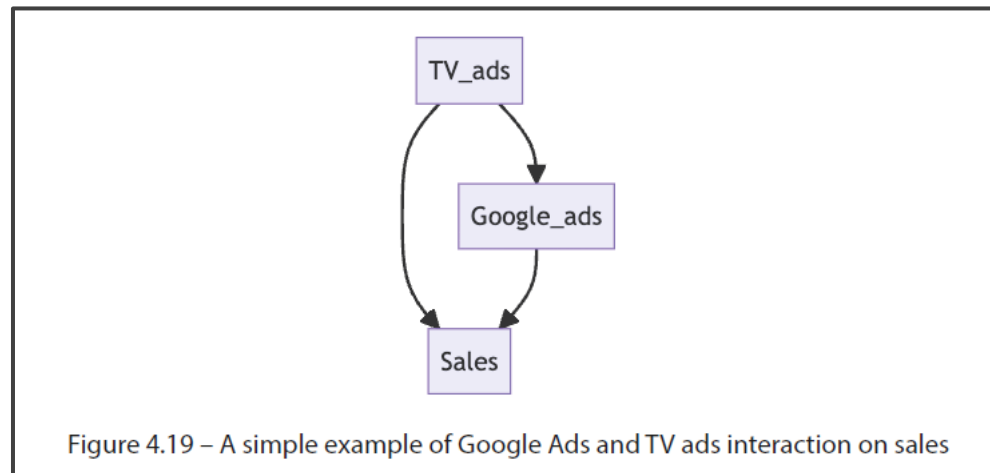 TV_ads
Google_ads
Sales
Figure 4.19 – A simple example of Google Ads and TV ads interaction on sales